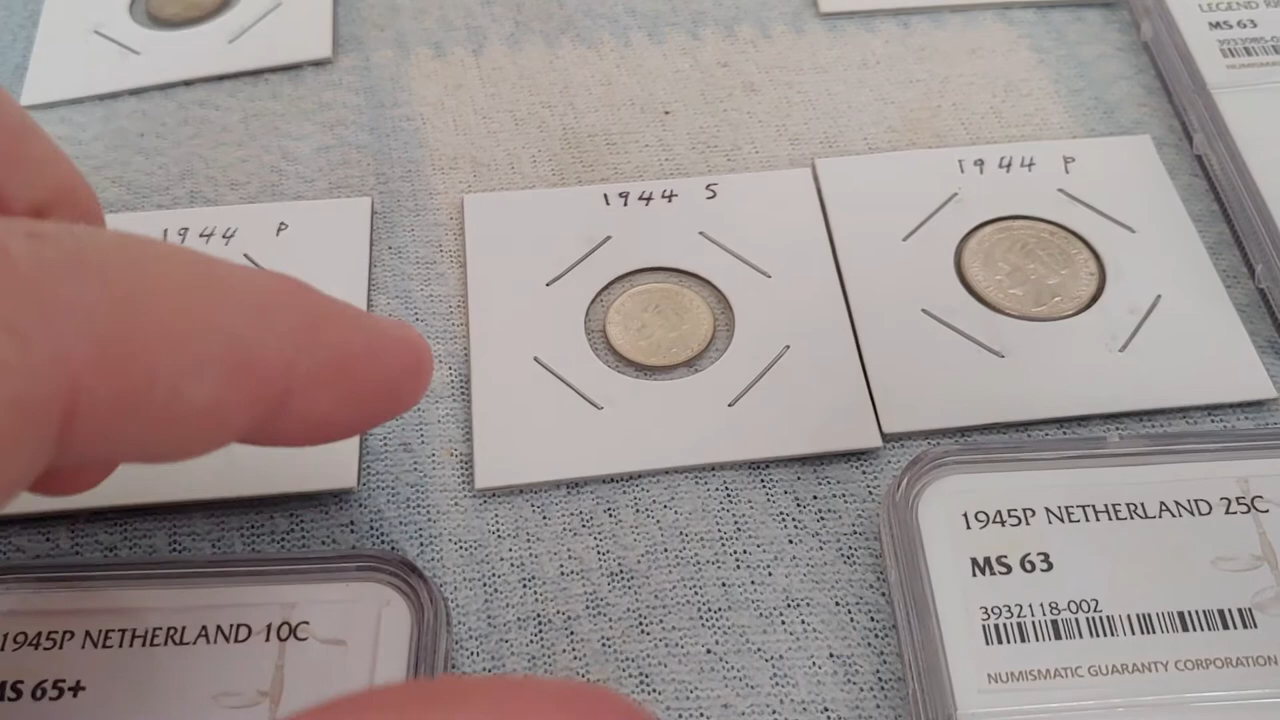 LEGEND
MS 63
1944 P
1944 S
1944 P
1945P NETHERLAND 25C
MS 63
3932118-002
NUMISMATIC GUARANTY CORPORATION
1945P NETHERLAND 10C
MS 65+